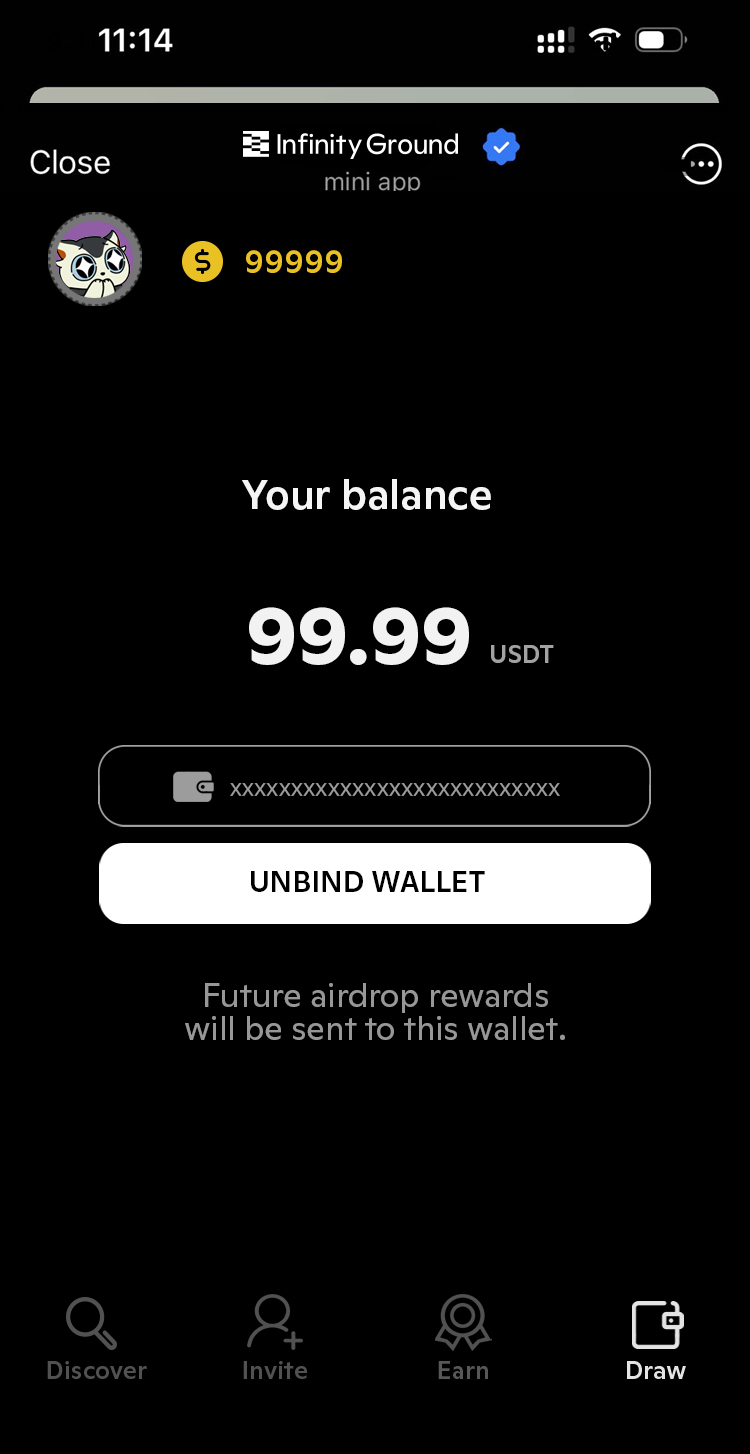 11:14
Close
Infinity Ground
mini app
$ 99999
Your balance
99.99 USDT
xxxxxxxxxxxxxxxxxxxxxxxxxxx
UNBIND WALLET
Future airdrop rewards
will be sent to this wallet.
Discover
Invite
Earn
Draw